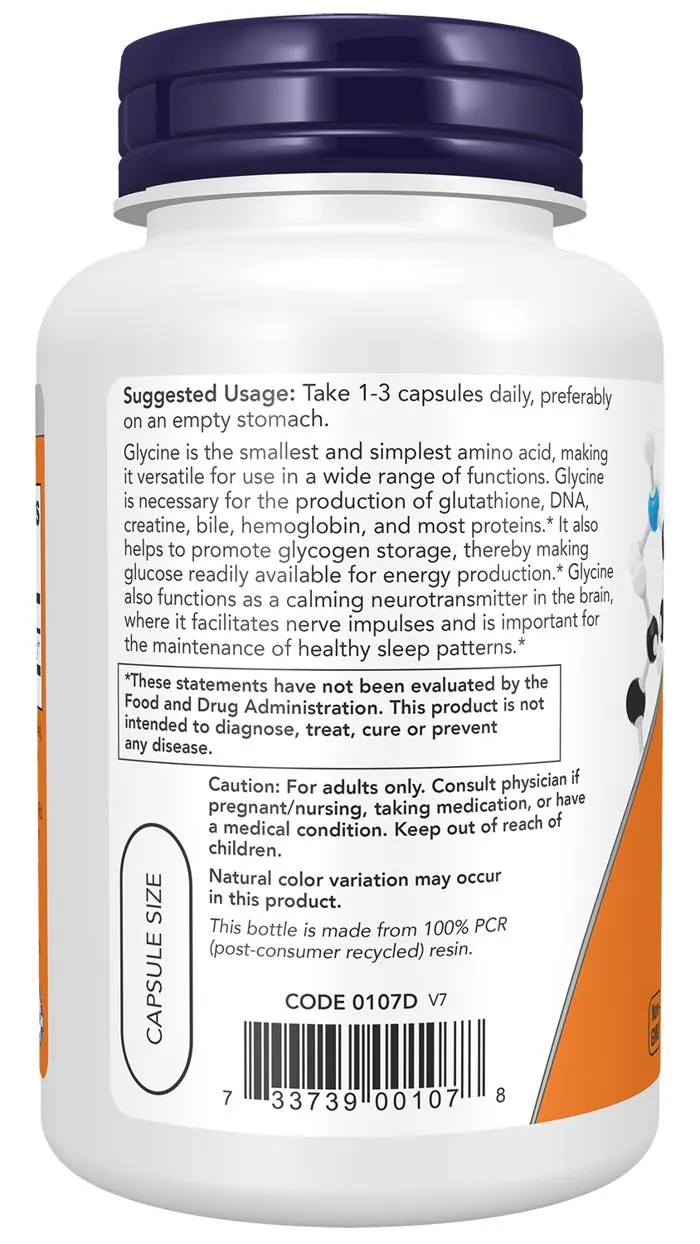 Suggested Usage: Take 1-3 capsules daily, preferably
on an empty stomach.
Glycine is the smallest and simplest amino acid, making
it versatile for use in a wide range of functions. Glycine
is necessary for the production of glutathione, DNA,
creatine, bile, hemoglobin, and most proteins.* It also
helps to promote glycogen storage, thereby making
glucose readily available for energy production.* Glycine
also functions as a calming neurotransmitter in the brain,
where it facilitates nerve impulses and is important for
the maintenance of healthy sleep patterns.*
*These statements have not been evaluated by the
Food and Drug Administration. This product is not
intended to diagnose, treat, cure or prevent
any disease.
Caution: For adults only. Consult physician if
pregnant/nursing, taking medication, or have
a medical condition. Keep out of reach of
children.
Natural color variation may occur
in this product.
This bottle is made from 100% PCR
(post-consumer recycled) resin.
CAPSULE SIZE
CODE 0107D V7
7 33739 00107 8